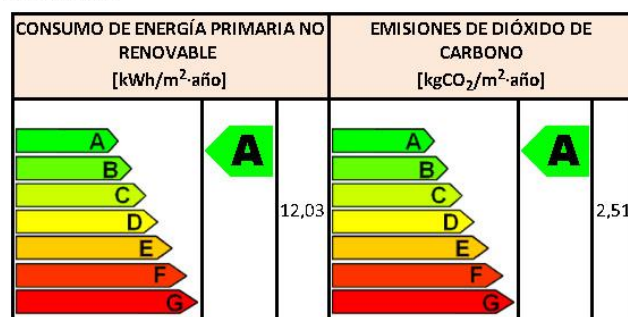 CONSUMO DE ENERGÍA PRIMARIA NO
RENOVABLE
[kWh/m²·año]
EMISIONES DE DIÓXIDO DE
CARBONO
[kgCO₂/m²·año]
A
B
C
D
E
F
G
A
12,03
A
B
C
D
E
F
G
A
2,51